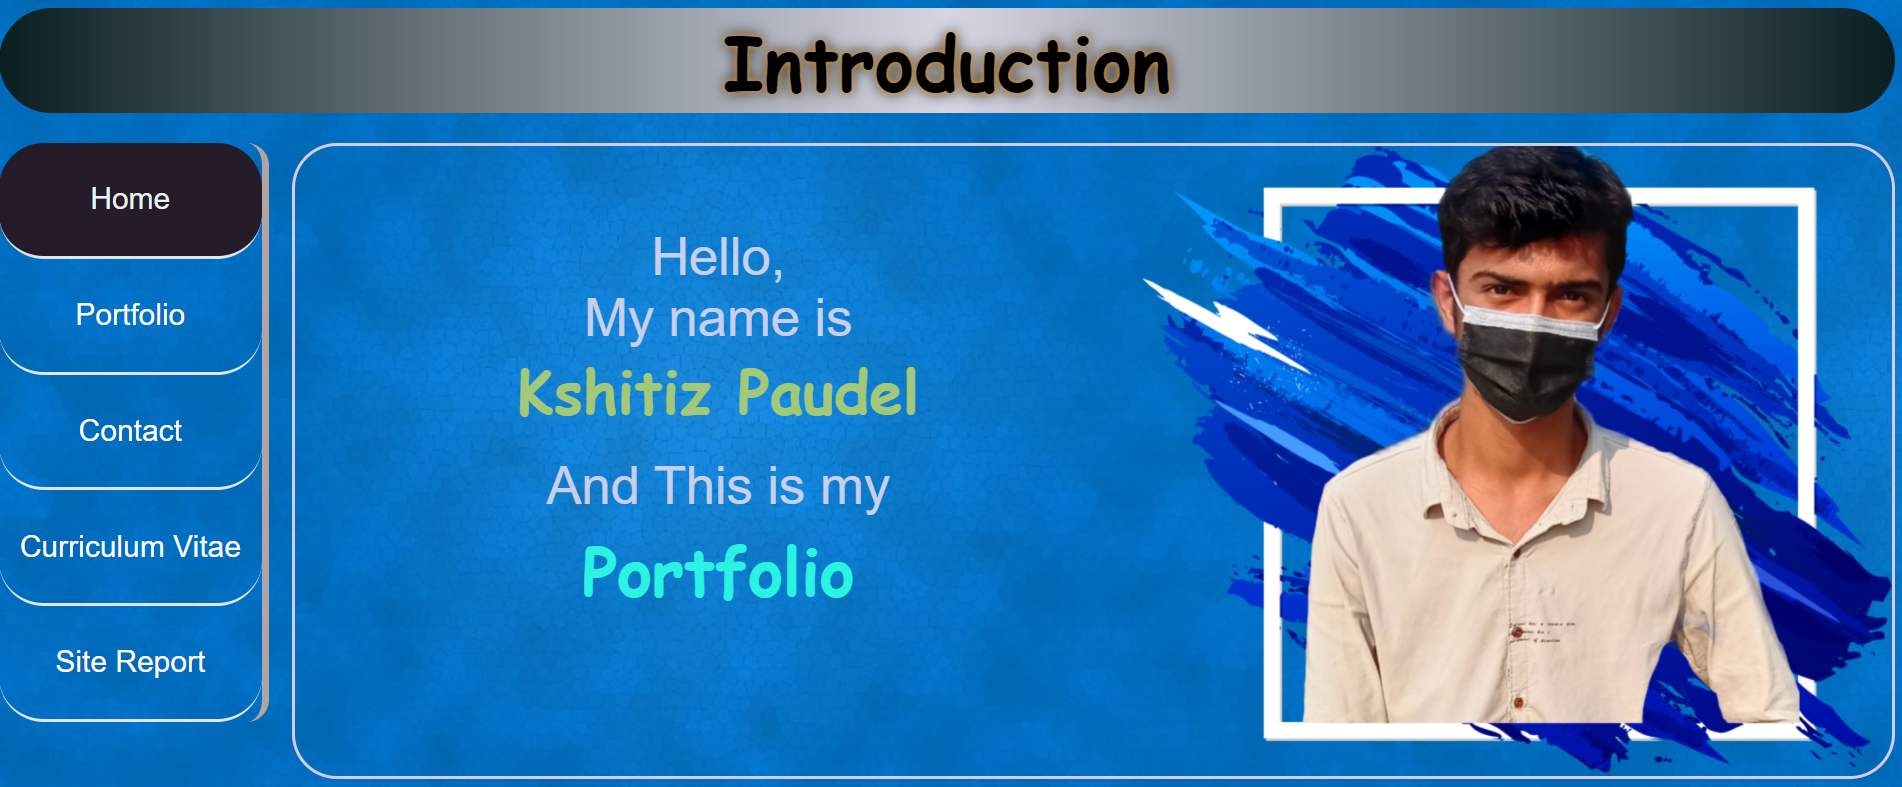 Introduction
Home
Portfolio
Contact
Curriculum Vitae
Site Report
Hello,
My name is
Kshitiz Paudel
And This is my
Portfolio